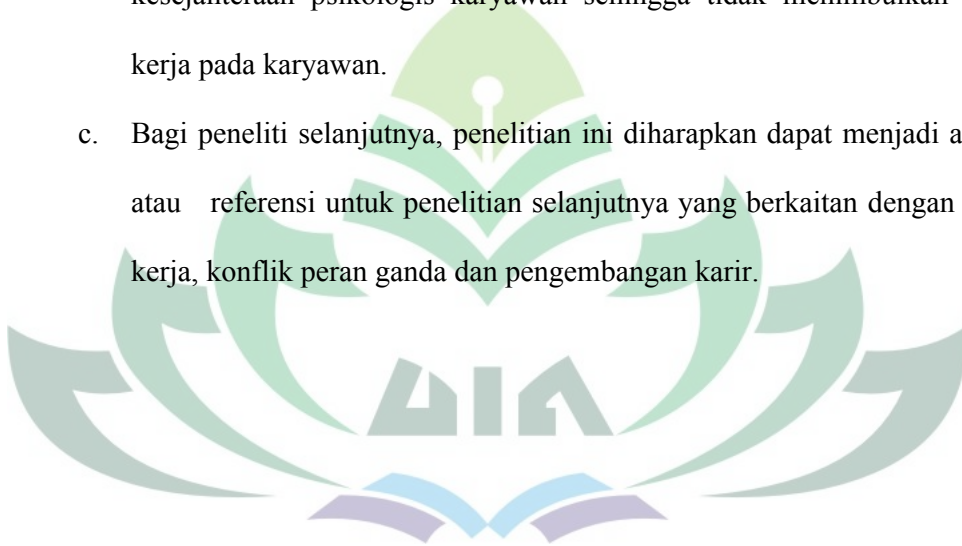 kesejahteraan psikologis karyawan sehingga tidak menimbulkan
kerja pada karyawan.
c. Bagi peneliti selanjutnya, penelitian ini diharapkan dapat menjadi a
atau referensi untuk penelitian selanjutnya yang berkaitan dengan
kerja, konflik peran ganda dan pengembangan karir.
UIN